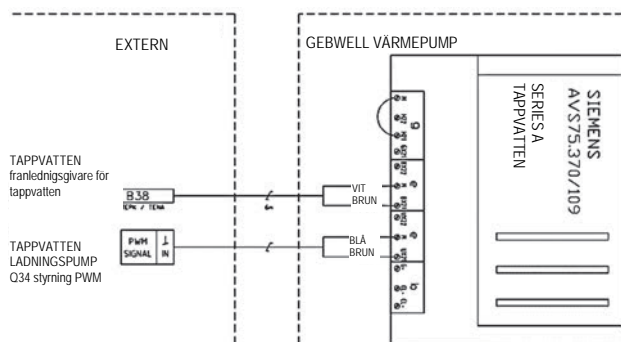 EXTERN
GEBWELL VÄRMEPUMP
SIEMENS
AVS75.370/109
SERIES A
TAPPVATTEN
TAPPVATTEN
franlednigsgivare för
tappvatten
B38
VIT
BRUN
TAPPVATTEN
LADNINGSPUMP
Q34 styrning PWM
PWM
SIGNAL
IN
BLÅ
BRUN